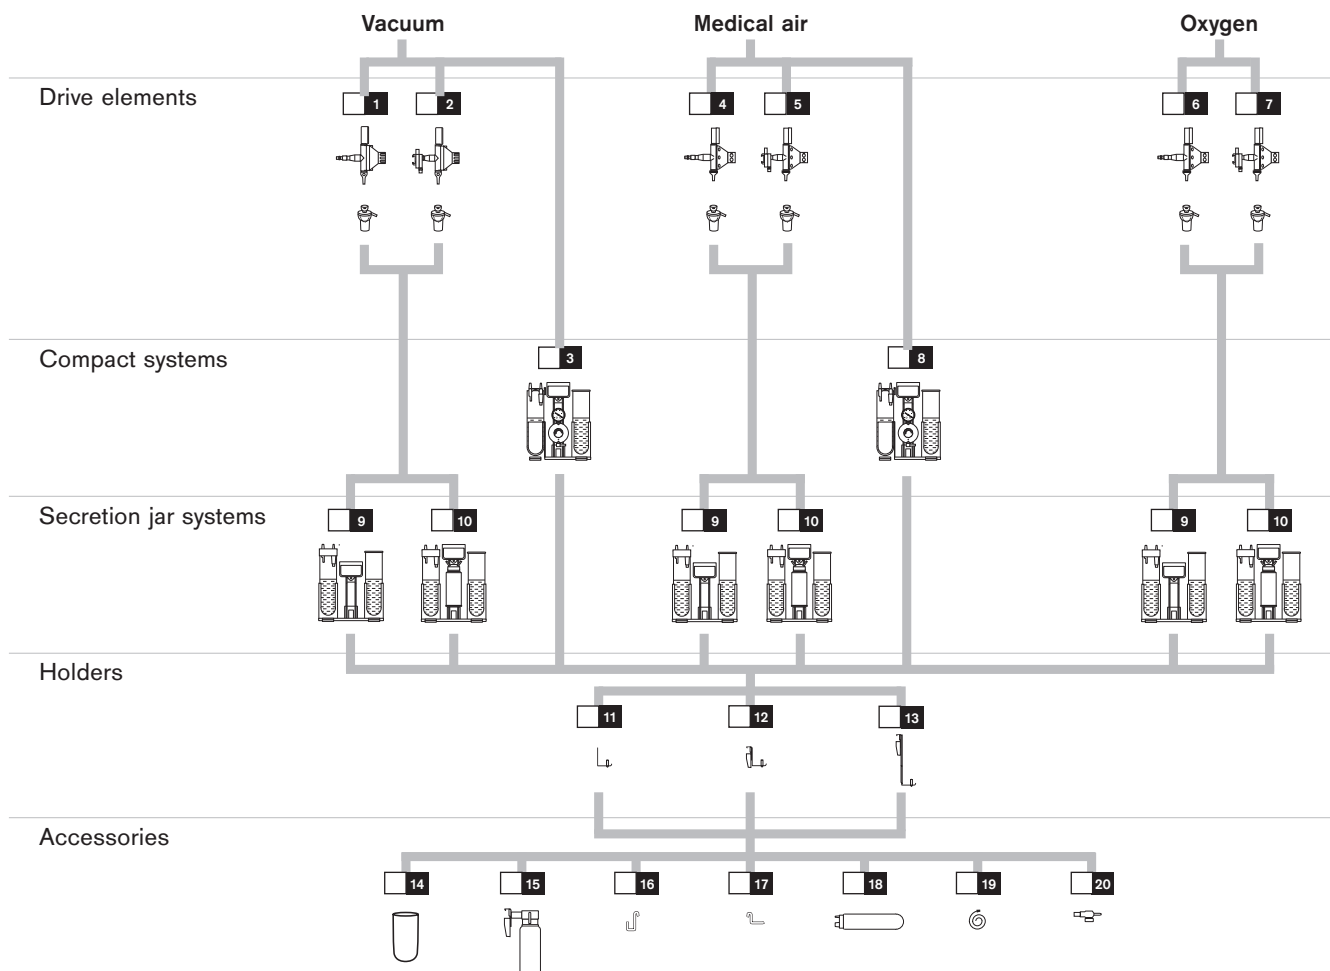 Vacuum Medical air Oxygen
Drive elements
1 2 4 5 6 7
Compact systems
3 8
Secretion jar systems
9 10 9 10 9 10
Holders
11 12 13
Accessories
14 15 16 17 18 19 20